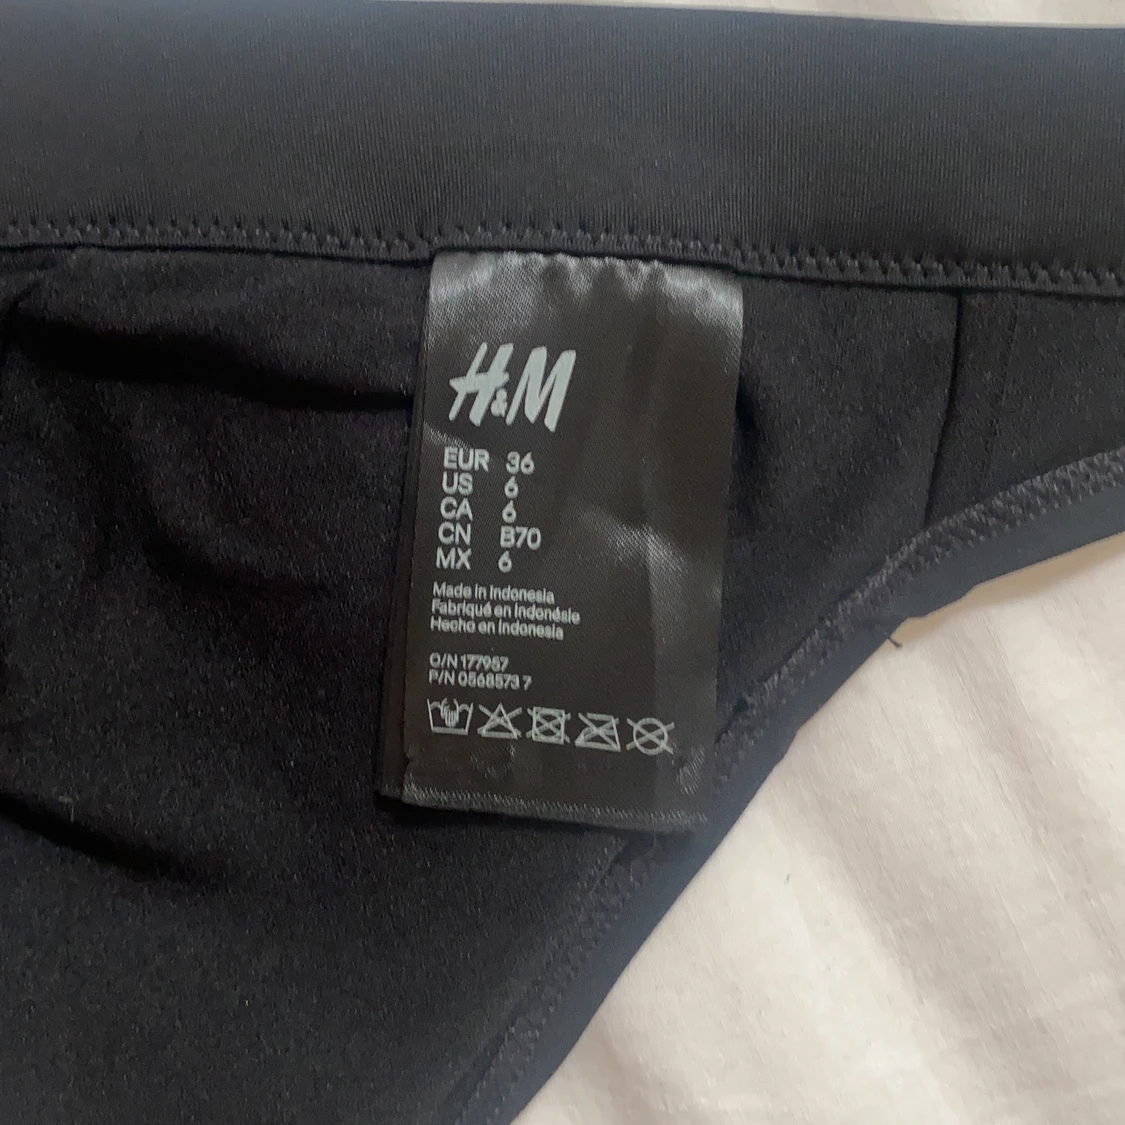 H&M
EUR 36
US 6
CA 6
CN B70
MX 6
Made in Indonesia
Fabriqué en Indonésie
Hecho en Indonesia
O/N 177957
P/N 0568573 7